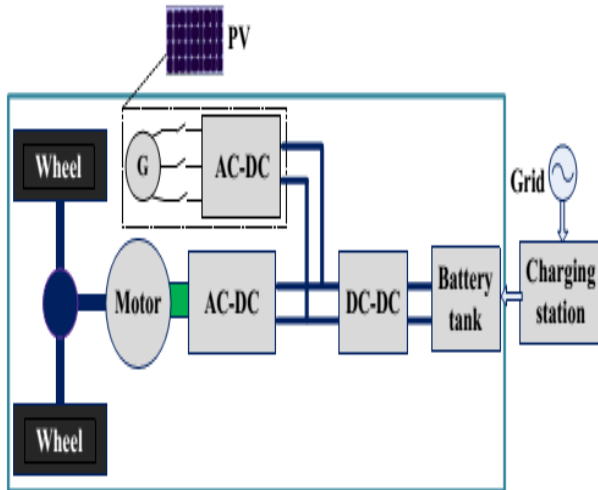 PV
Wheel
G
AC-DC
Grid
Motor
AC-DC
DC-DC
Battery
tank
Charging
station
Wheel